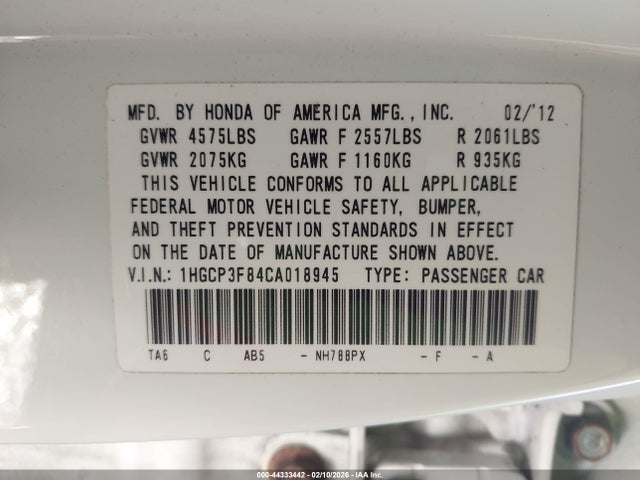 MFD. BY HONDA OF AMERICA MFG., INC. 02/'12
GVWR 4575LBS GAWR F 2557LBS R 2061LBS
GVWR 2075KG GAWR F 1160KG R 935KG
THIS VEHICLE CONFORMS TO ALL APPLICABLE
FEDERAL MOTOR VEHICLE SAFETY, BUMPER,
AND THEFT PREVENTION STANDARDS IN EFFECT
ON THE DATE OF MANUFACTURE SHOWN ABOVE.
V.I.N.: 1HGCP3F84CA018945 TYPE: PASSENGER CAR
TA6 C AB5 - NH788PX - F - A
000-44333442 - 02/10/2026 - IAA Inc.